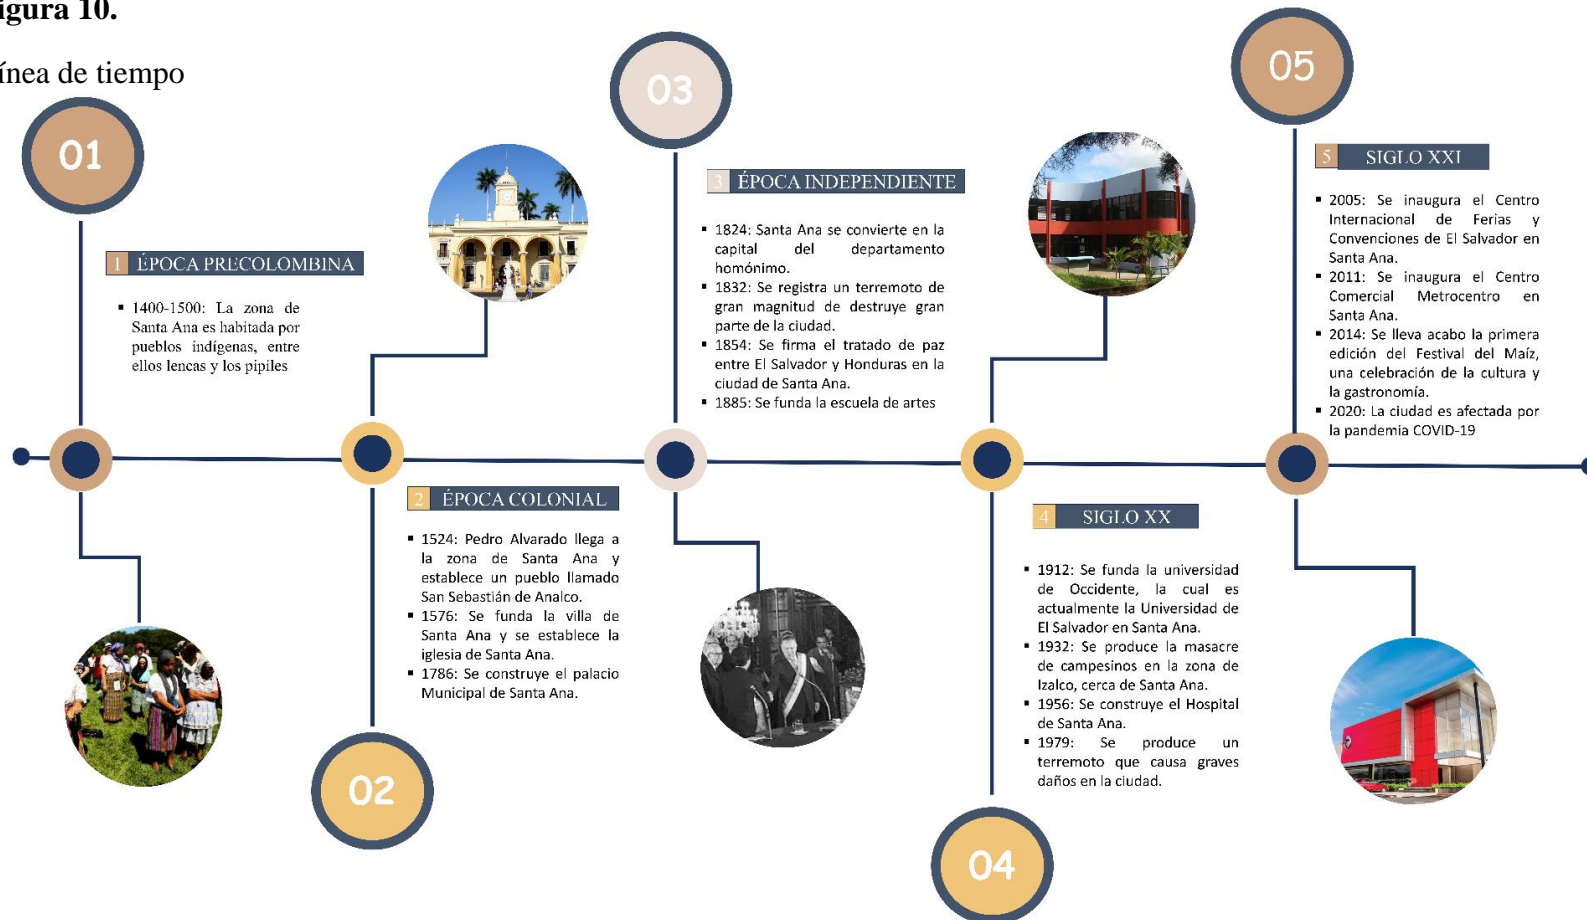 igura 10.
ínea de tiempo
01
1 ÉPOCA PRECOLOMBINA
▪ 1400-1500: La zona de
Santa Ana es habitada por
pueblos indígenas, entre
ellos lencas y los pipiles
02
2 ÉPOCA COLONIAL
▪ 1524: Pedro Alvarado llega a
la zona de Santa Ana y
establece un pueblo llamado
San Sebastián de Analco.
▪ 1576: Se funda la villa de
Santa Ana y se establece la
iglesia de Santa Ana.
▪ 1786: Se construye el palacio
Municipal de Santa Ana.
03
3 ÉPOCA INDEPENDIENTE
▪ 1824: Santa Ana se convierte en la
capital del departamento
homónimo.
▪ 1832: Se registra un terremoto de
gran magnitud de destruye gran
parte de la ciudad.
▪ 1854: Se firma el tratado de paz
entre El Salvador y Honduras en la
ciudad de Santa Ana.
▪ 1885: Se funda la escuela de artes
04
4 SIGLO XX
▪ 1912: Se funda la universidad
de Occidente, la cual es
actualmente la Universidad de
El Salvador en Santa Ana.
▪ 1932: Se produce la masacre
de campesinos en la zona de
Izalco, cerca de Santa Ana.
▪ 1956: Se construye el Hospital
de Santa Ana.
▪ 1979: Se produce un
terremoto que causa graves
daños en la ciudad.
05
5 SIGLO XXI
▪ 2005: Se inaugura el Centro
Internacional de Ferias y
Convenciones de El Salvador en
Santa Ana.
▪ 2011: Se inaugura el Centro
Comercial Metrocentro en
Santa Ana.
▪ 2014: Se lleva acabo la primera
edición del Festival del Maíz,
una celebración de la cultura y
la gastronomía.
▪ 2020: La ciudad es afectada por
la pandemia COVID-19